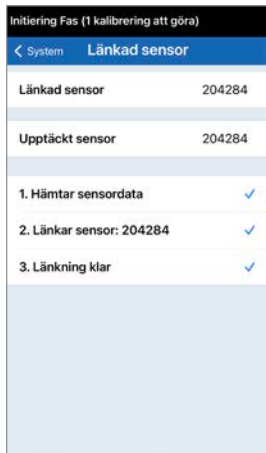 Initiering Fas (1 kalibrering att göra)
System Länkad sensor
Länkad sensor 204284
Upptäckt sensor 204284
1. Hämtar sensordata
2. Länkar sensor: 204284
3. Länkning klar